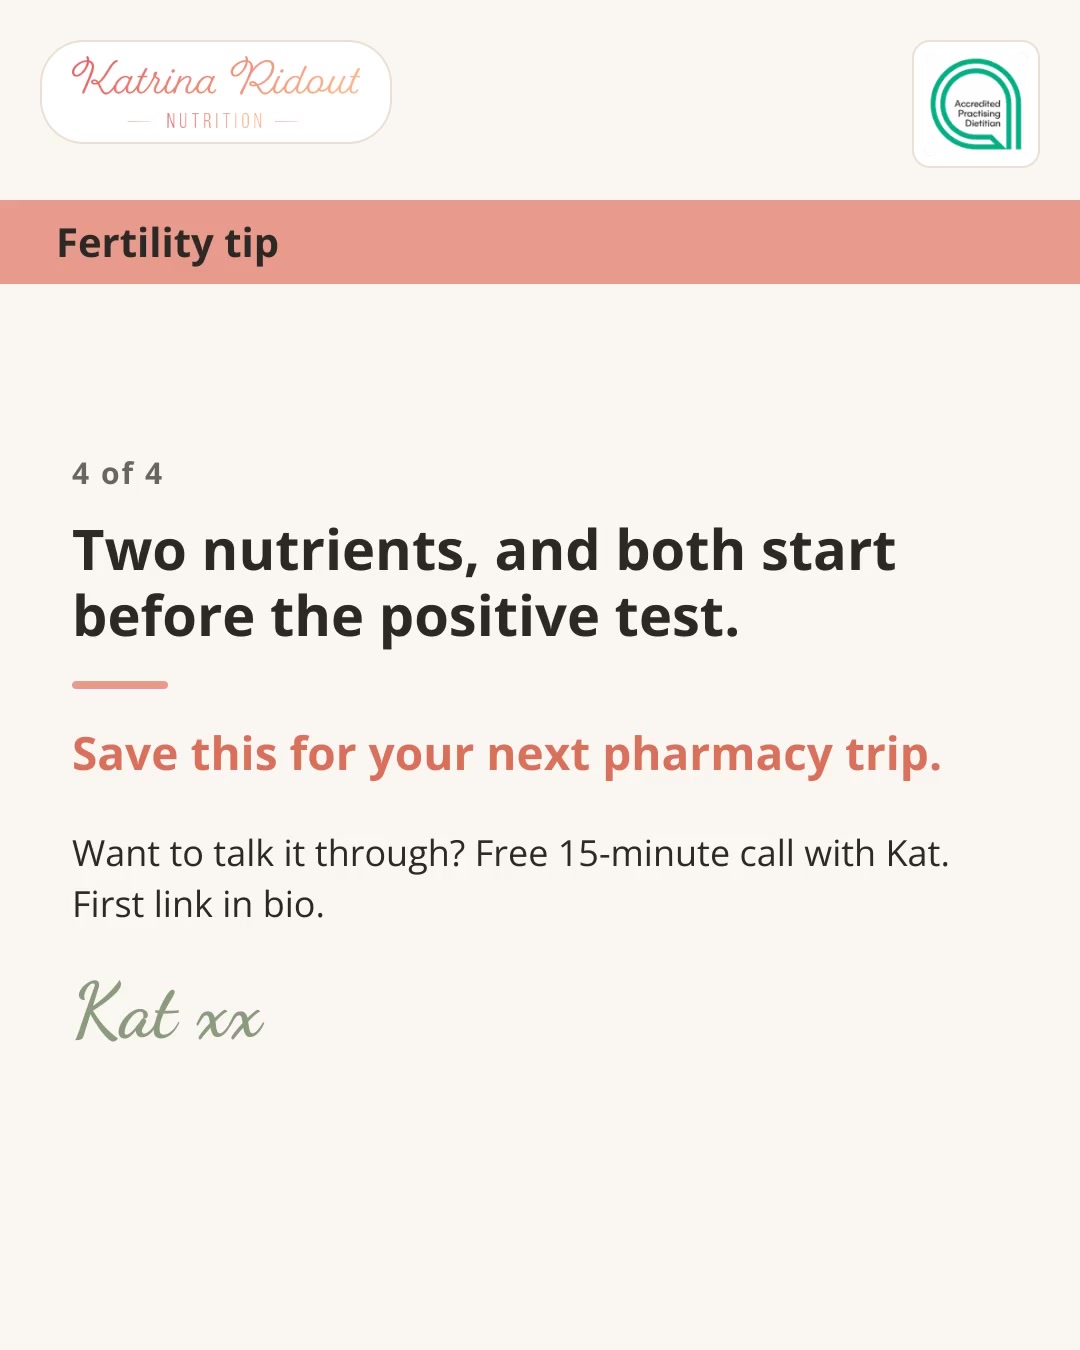 Katrina Ridout
NUTRITION
Accredited
Practising
Dietitian
Fertility tip
4 of 4
Two nutrients, and both start
before the positive test.
Save this for your next pharmacy trip.
Want to talk it through? Free 15-minute call with Kat.
First link in bio.
Kat xx